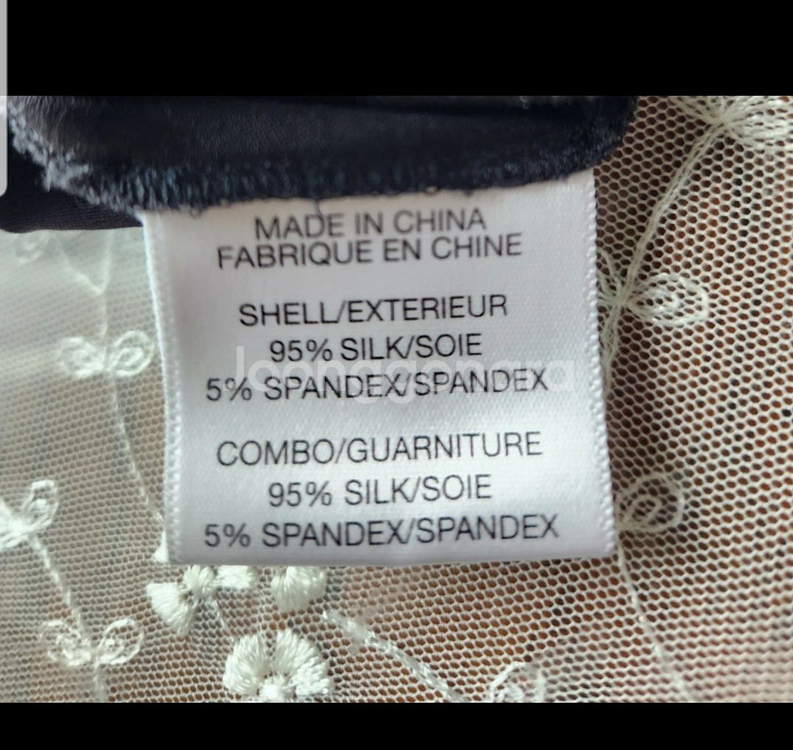 MADE IN CHINA
FABRIQUE EN CHINE
SHELL/EXTERIEUR
95% SILK/SOIE
Joonggonara
5% SPANDEX/SPANDEX
COMBO/GUARNITURE
95% SILK/SOIE
5% SPANDEX/SPANDEX